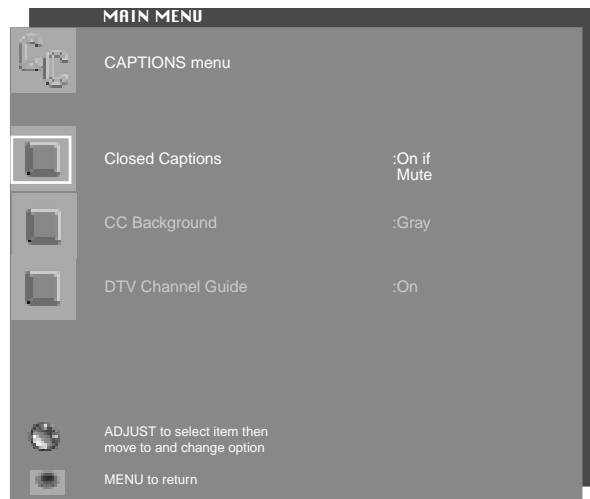 MAIN MENU
CC
CAPTIONS menu
Closed Captions :On if
Mute
CC Background :Gray
DTV Channel Guide :On
ADJUST to select item then
move to and change option
MENU to return